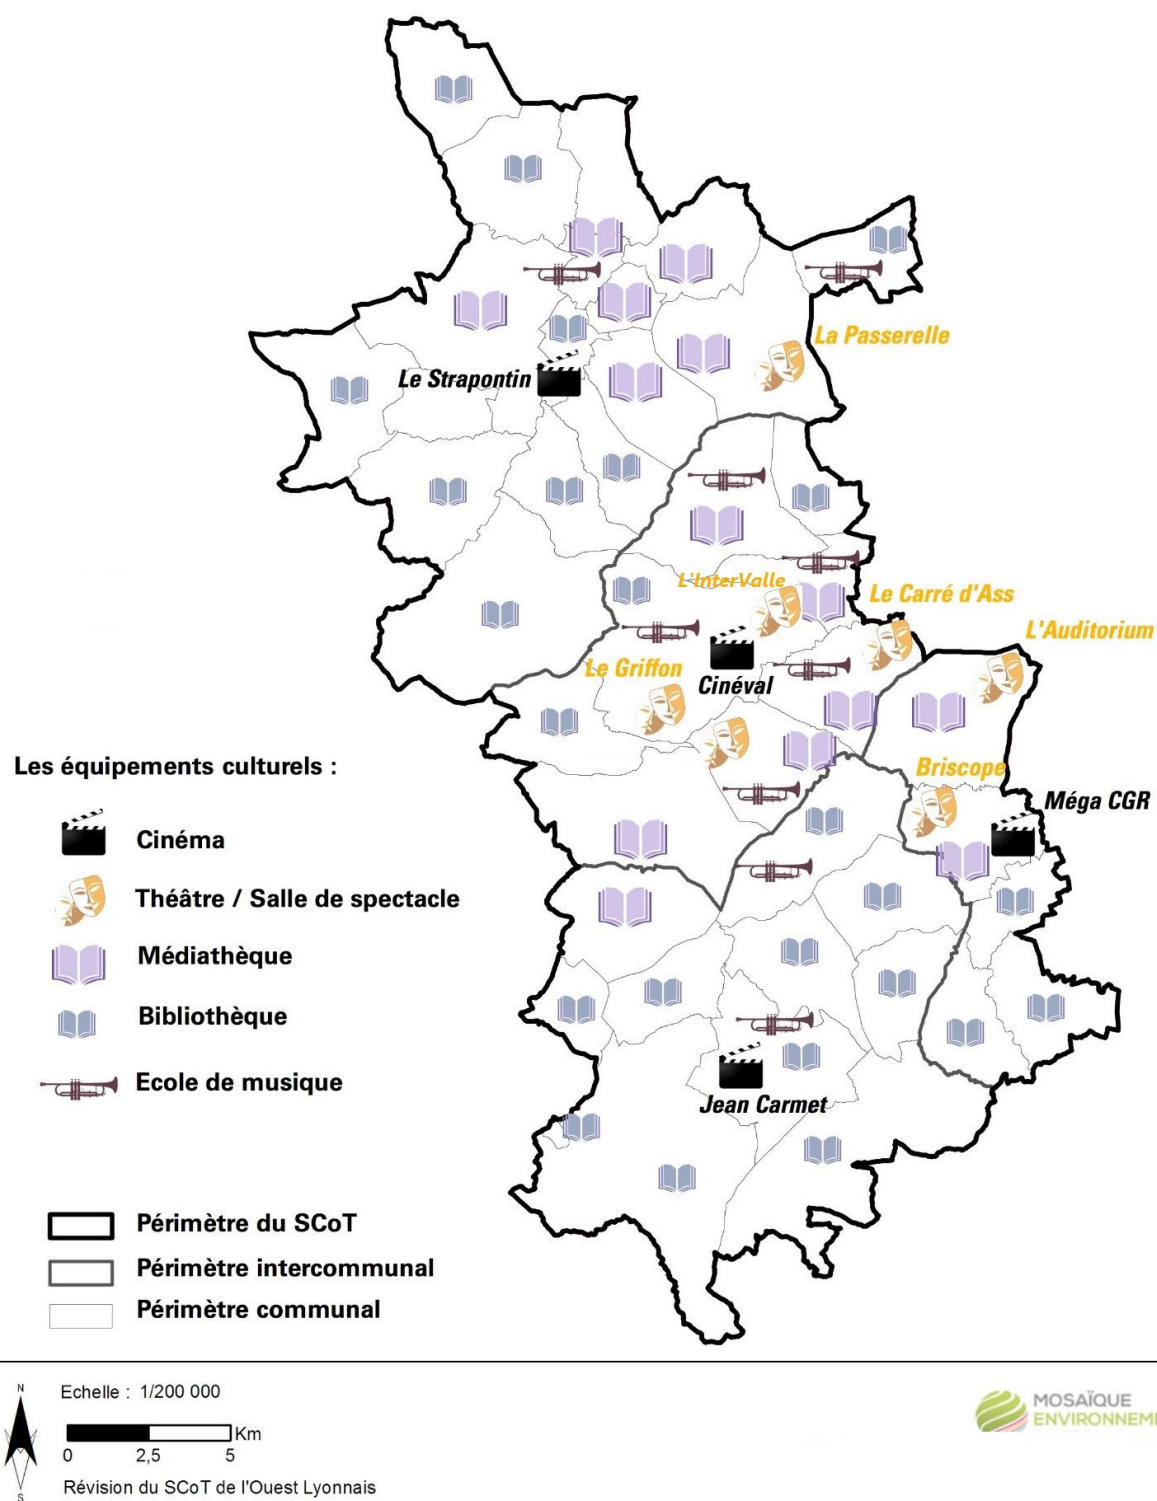 La Passerelle
Le Strapontin
L'InterValle
Le Carré d'Ass
L'Auditorium
Le Griffon
Cinéval
Briscope
Méga CGR
Jean Carmet
Les équipements culturels :
Cinéma
Théâtre / Salle de spectacle
Médiathèque
Bibliothèque
Ecole de musique
Périmètre du SCoT
Périmètre intercommunal
Périmètre communal
N
S
Echelle : 1/200 000
Km
0 2,5 5
Révision du SCoT de l'Ouest Lyonnais
MOSAÏQUE
ENVIRONNEM